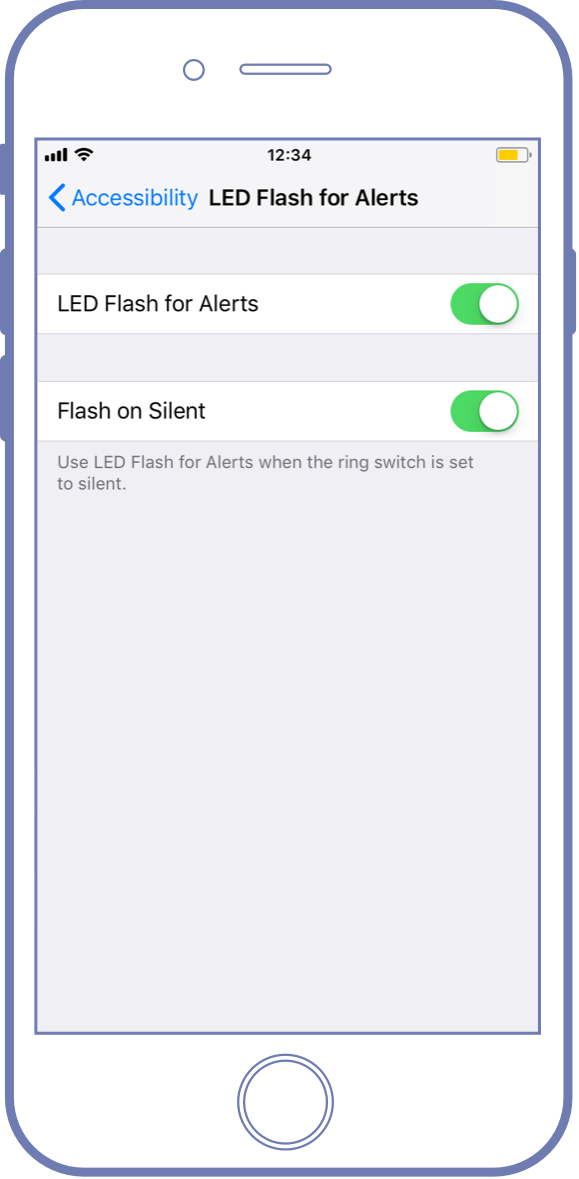 12:34
Accessibility LED Flash for Alerts
LED Flash for Alerts
Flash on Silent
Use LED Flash for Alerts when the ring switch is set
to silent.